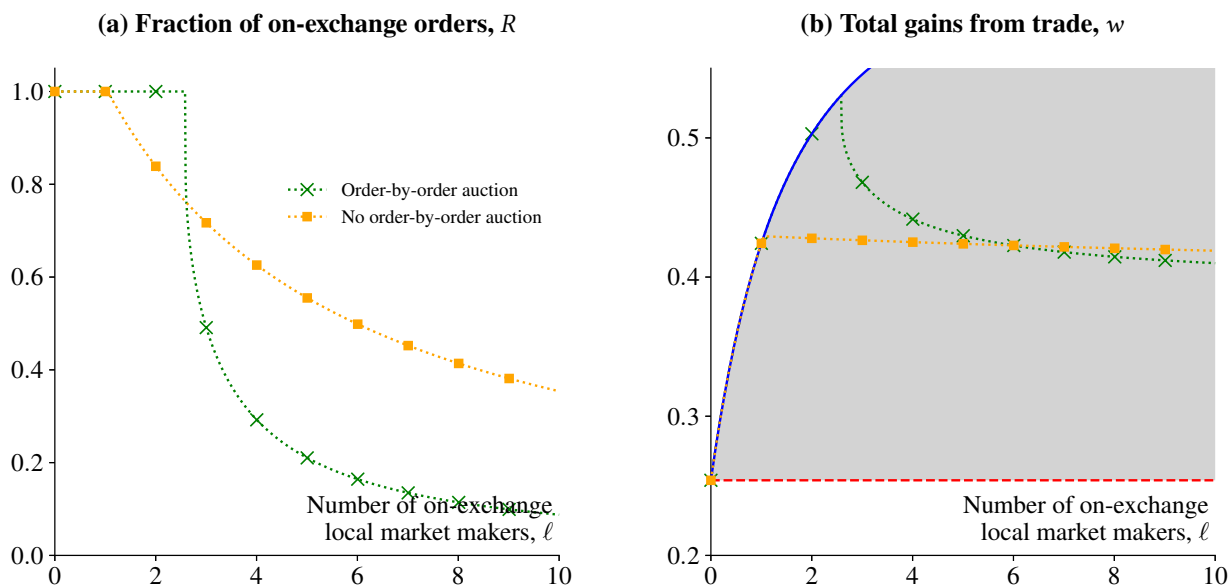 (a) Fraction of on-exchange orders, R
1.0
0.8
0.6
0.4
0.2
0.0
0 2 4 6 8 10
Order-by-order auction
No order-by-order auction
Number of on-exchange
local market makers, ℓ
(b) Total gains from trade, w
0.5
0.4
0.3
0.2
0 2 4 6 8 10
Number of on-exchange
local market makers, ℓ